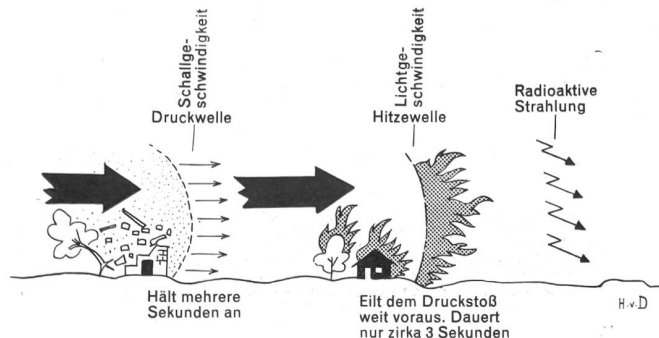 Schallge-
schwindigkeit
Druckwelle
Lichtge-
schwindigkeit
Hitzewelle
Radioaktive
Strahlung
Hält mehrere
Sekunden an
Eilt dem Druckstoß
weit voraus. Dauert
nur zirka 3 Sekunden
H.v.D